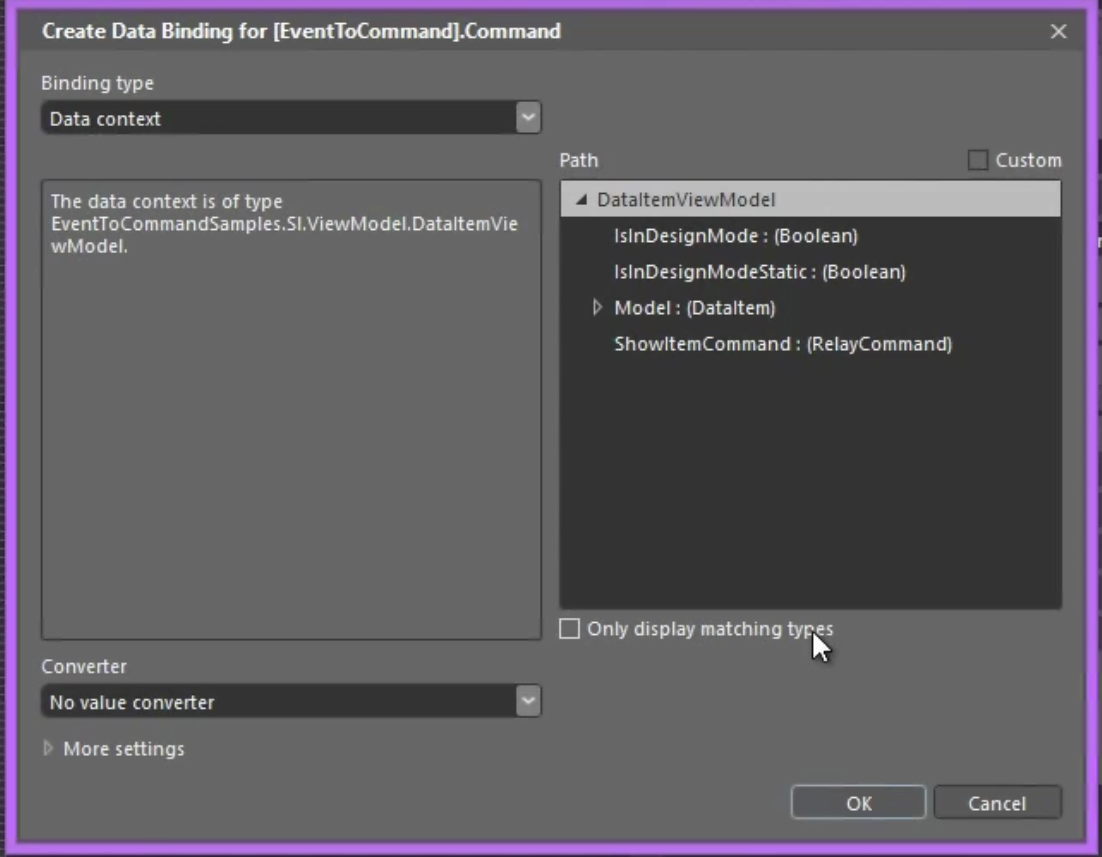 Create Data Binding for [EventToCommand].Command
Binding type
Data context
Path
Custom
The data context is of type
EventToCommandSamples.Sl.ViewModel.DataItemVie
wModel.
DataItemViewModel
IsInDesignMode : (Boolean)
IsInDesignModeStatic : (Boolean)
Model : (DataItem)
ShowItemCommand : (RelayCommand)
Only display matching types
Converter
No value converter
More settings
OK
Cancel